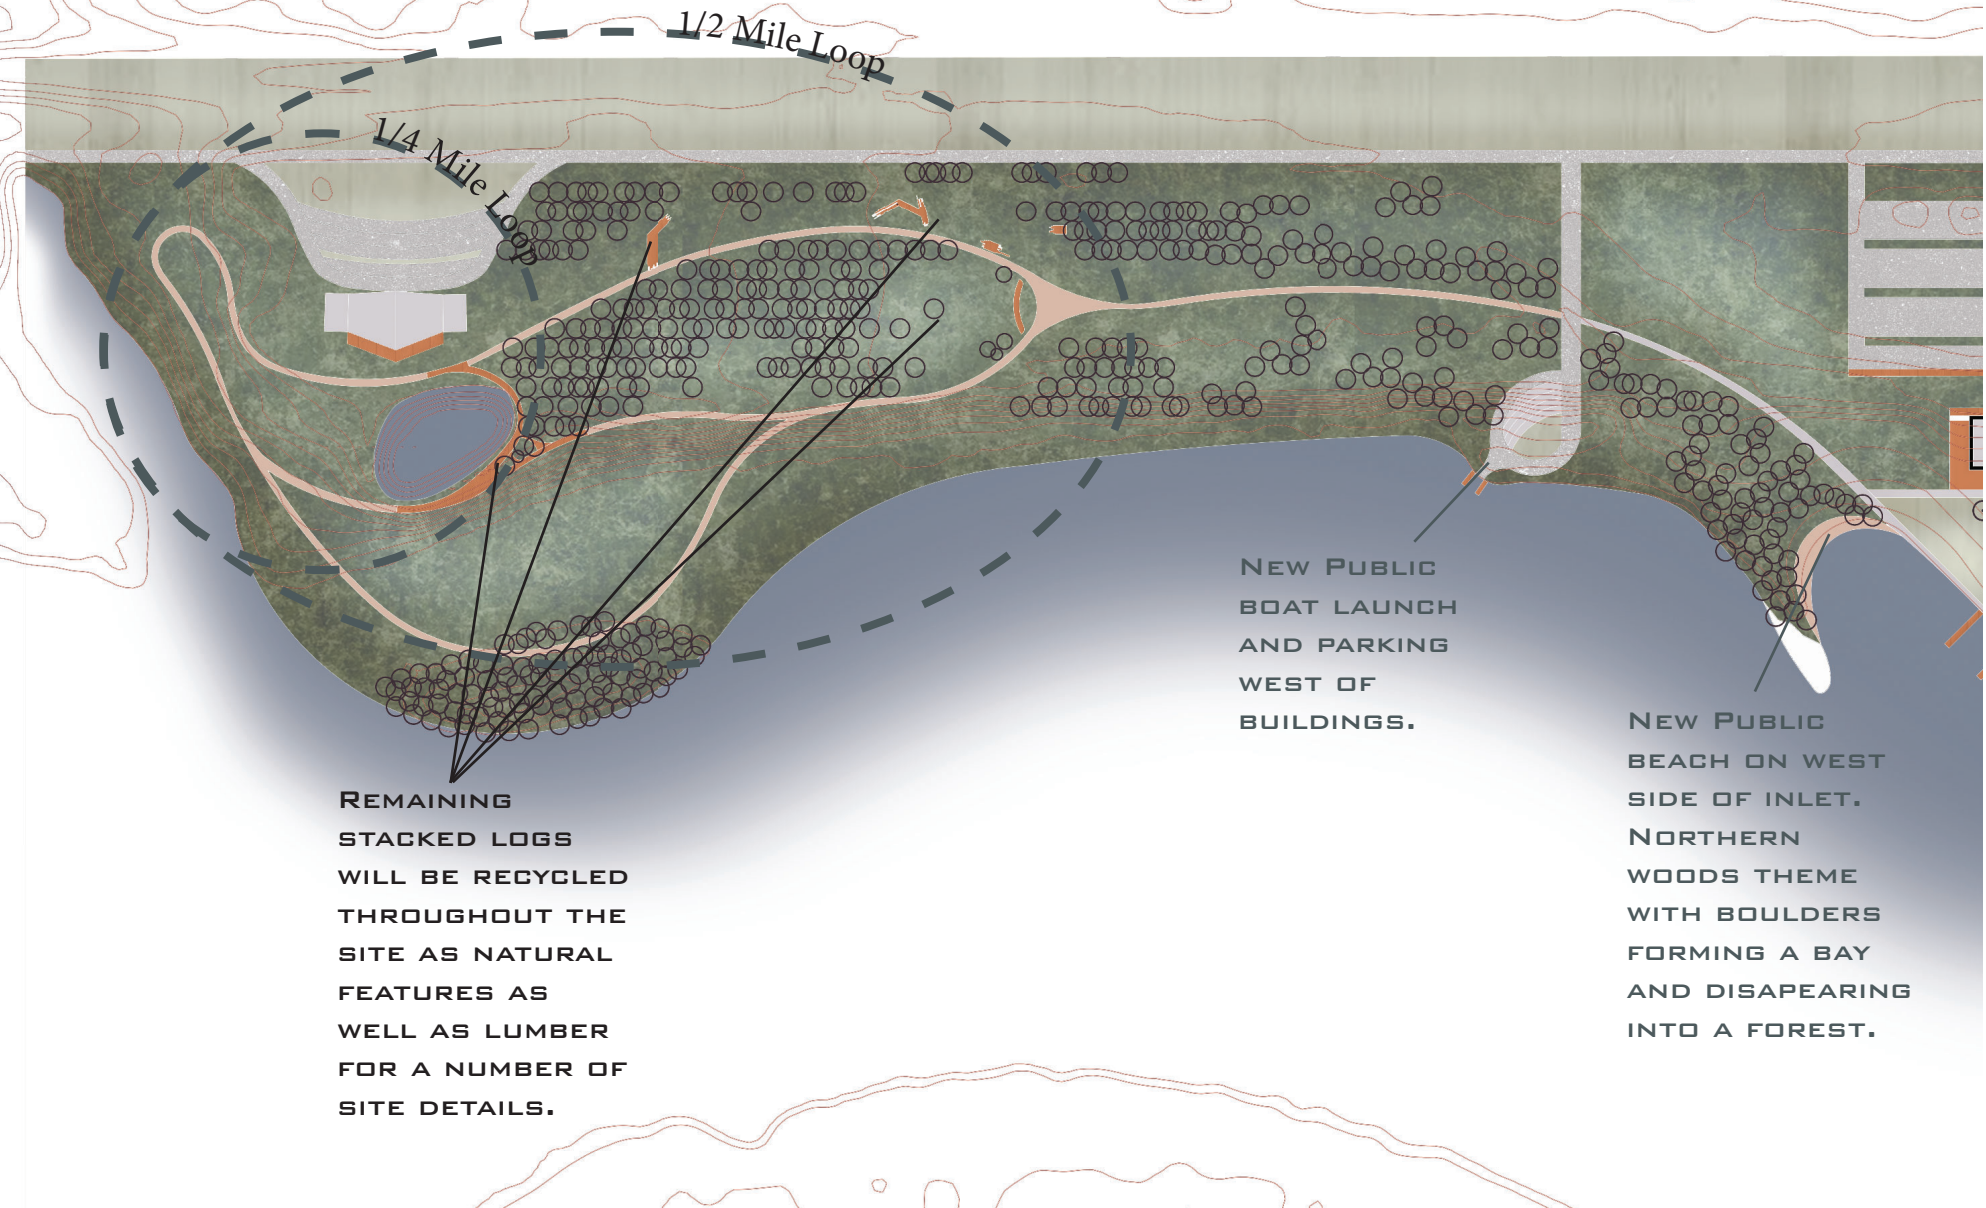 1/2 Mile Loop
1/4 Mile Loop
New Public
boat launch
and parking
west of
buildings.
New Public
beach on west
side of inlet.
Northern
woods theme
with boulders
forming a bay
and disapearing
into a forest.
Remaining
stacked logs
will be recycled
throughout the
site as natural
features as
well as lumber
for a number of
site details.